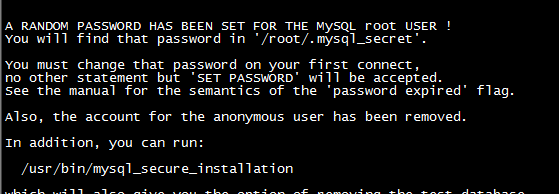 A RANDOM PASSWORD HAS BEEN SET FOR THE MySQL root USER !
You will find that password in '/root/.mysql_secret'.
You must change that password on your first connect,
no other statement but 'SET PASSWORD' will be accepted.
See the manual for the semantics of the 'password expired' flag.
Also, the account for the anonymous user has been removed.
In addition, you can run:
/usr/bin/mysql_secure_installation
which will also give you the option of removing the test database